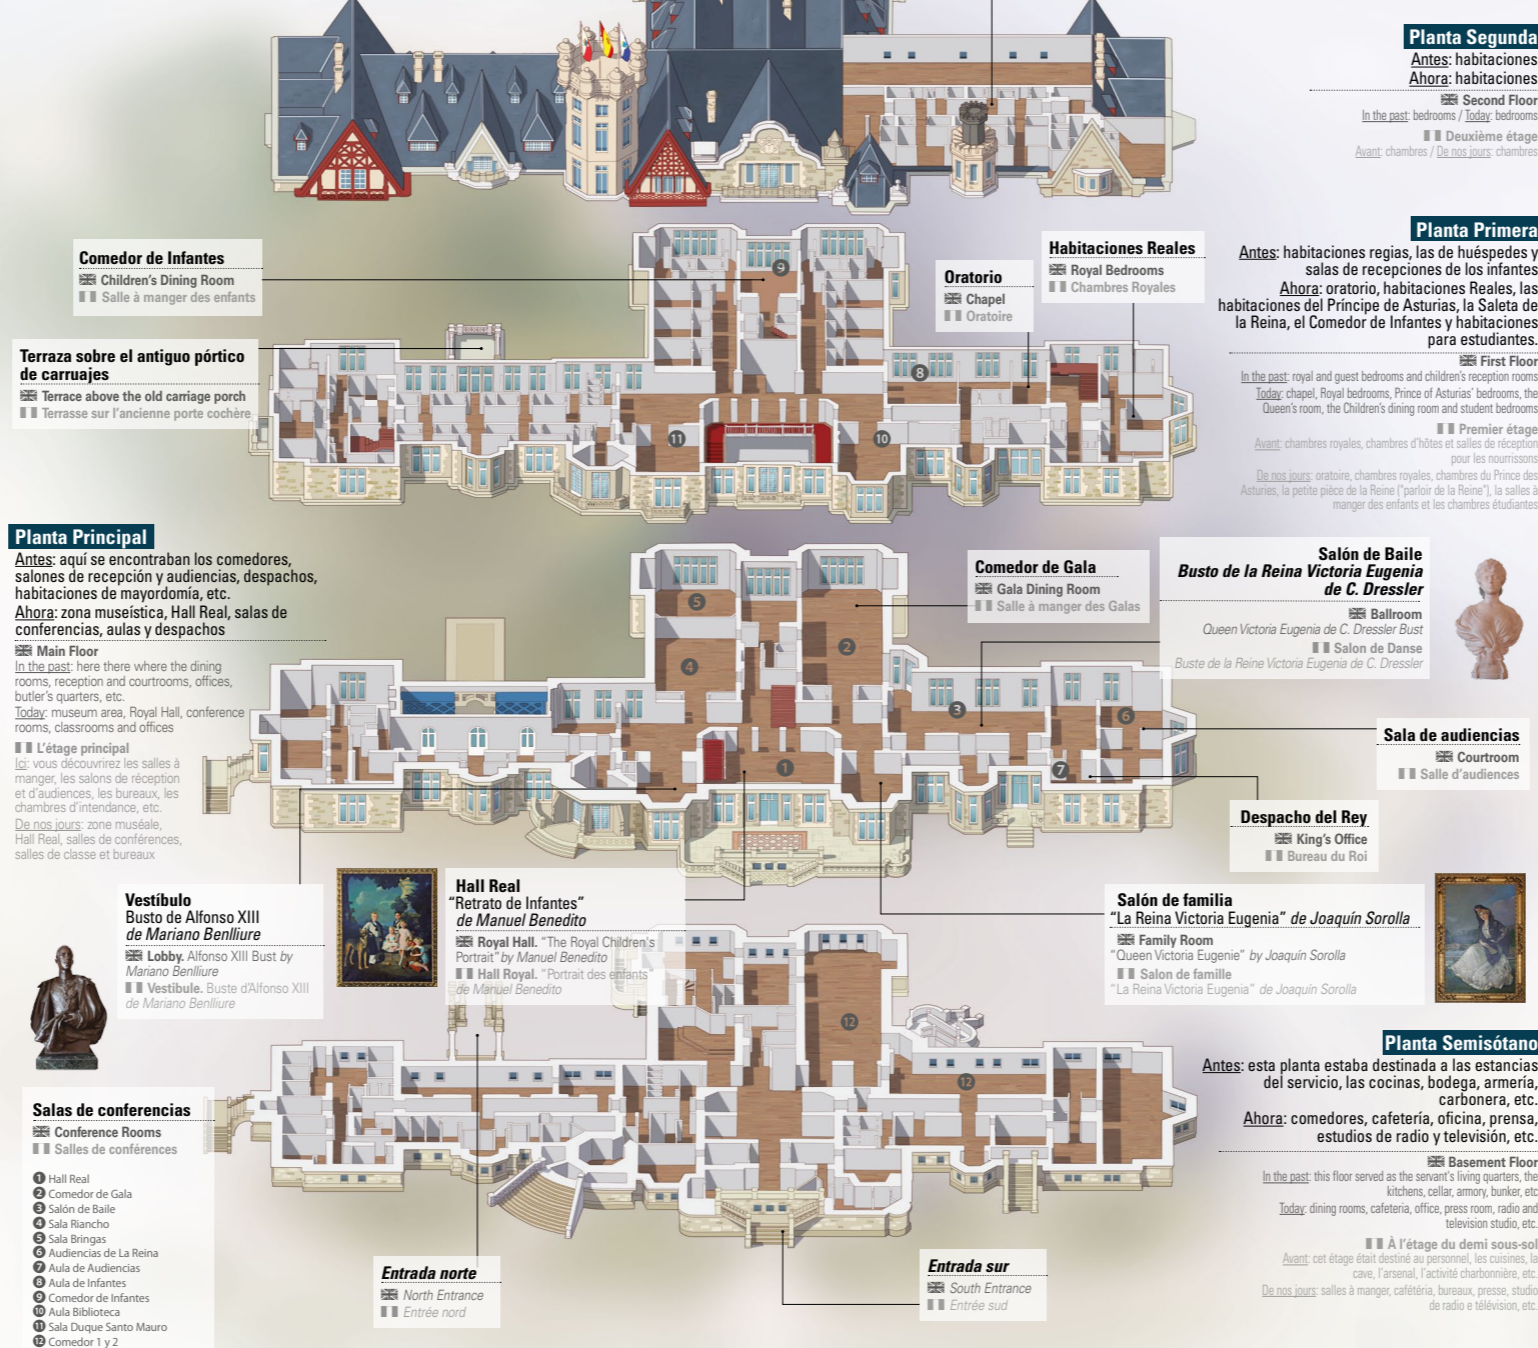 Planta Segunda
Antes: habitaciones
Ahora: habitaciones
Second Floor
In the past: bedrooms / Today: bedrooms
Deuxième étage
Avant: chambres / De nos jours: chambres
Comedor de Infantes
Children's Dining Room
Salle à manger des enfants
Terraza sobre el antiguo pórtico
de carruajes
Terrace above the old carriage porch
Terrasse sur l'ancienne porte cochère
Oratorio
Chapel
Oratoire
Habitaciones Reales
Royal Bedrooms
Chambres Royales
9
8
11
10
Planta Primera
Antes: habitaciones regias, las de huéspedes y
salas de recepciones de los infantes
Ahora: oratorio, habitaciones Reales, las
habitaciones del Príncipe de Asturias, la Saleta de
la Reina, el Comedor de Infantes y habitaciones
para estudiantes.
First Floor
In the past: royal and guest bedrooms and children's reception rooms
Today: chapel, Royal bedrooms, Prince of Asturias' bedrooms, the
Queen's room, the Children's dining room and student bedrooms
Premier étage
Avant: chambres royales, chambres d'hôtes et salles de réception
pour les nourrissons
De nos jours: oratoire, chambres royales, chambres du Prince des
Asturies, la petite pièce de la Reine ("parloir de la Reine"), la salles à
manger des enfants et les chambres étudiantes
Planta Principal
Antes: aquí se encontraban los comedores,
salones de recepción y audiencias, despachos,
habitaciones de mayordomía, etc.
Ahora: zona museística, Hall Real, salas de
conferencias, aulas y despachos
Main Floor
In the past: here there where the dining
rooms, reception and courtrooms, offices,
butler's quarters, etc.
Today: museum area, Royal Hall, conference
rooms, classrooms and offices
L'étage principal
Ici: vous découvrirez les salles à
manger, les salons de réception
et d'audiences, les bureaux, les
chambres d'intendance, etc.
De nos jours: zone muséale,
Hall Real, salles de conférences,
salles de classe et bureaux
Comedor de Gala
Gala Dining Room
Salle à manger des Galas
Salón de Baile
Busto de la Reina Victoria Eugenia
de C. Dressler
Ballroom
Queen Victoria Eugenia de C. Dressler Bust
Salon de Danse
Buste de la Reine Victoria Eugenia de C. Dressler
5
2
4
3
6
1
7
Sala de audiencias
Courtroom
Salle d'audiences
Despacho del Rey
King's Office
Bureau du Roi
Vestíbulo
Busto de Alfonso XIII
de Mariano Benlliure
Lobby. Alfonso XIII Bust by
Mariano Benlliure
Vestibule. Buste d'Alfonso XIII
de Mariano Benlliure
Hall Real
"Retrato de Infantes"
de Manuel Benedito
Royal Hall. "The Royal Children's
Portrait" by Manuel Benedito
Hall Royal. "Portrait des enfants"
de Manuel Benedito
Salón de familia
"La Reina Victoria Eugenia" de Joaquín Sorolla
Family Room
"Queen Victoria Eugenie" by Joaquín Sorolla
Salon de famille
"La Reina Victoria Eugenia" de Joaquín Sorolla
12
12
Planta Semisótano
Antes: esta planta estaba destinada a las estancias
del servicio, las cocinas, bodega, armería,
carbonera, etc.
Ahora: comedores, cafetería, oficina, prensa,
estudios de radio y televisión, etc.
Basement Floor
In the past: this floor served as the servant's living quarters, the
kitchens, cellar, armory, bunker, etc
Today: dining rooms, cafeteria, office, press room, radio and
television studio, etc.
À l'étage du demi sous-sol
Avant: cet étage était destiné au personnel, les cuisines, la
cave, l'arsenal, l'activité charbonnière, etc.
De nos jours: salles à manger, cafétéria, bureaux, presse, studio
de radio e télévision, etc.
Salas de conferencias
Conference Rooms
Salles de conférences
1 Hall Real
2 Comedor de Gala
3 Salón de Baile
4 Sala Riancho
5 Sala Bringas
6 Audiencias de La Reina
7 Aula de Audiencias
8 Aula de Infantes
9 Comedor de Infantes
10 Aula Biblioteca
11 Sala Duque Santo Mauro
12 Comedor 1 y 2
Entrada norte
North Entrance
Entrée nord
Entrada sur
South Entrance
Entrée sud